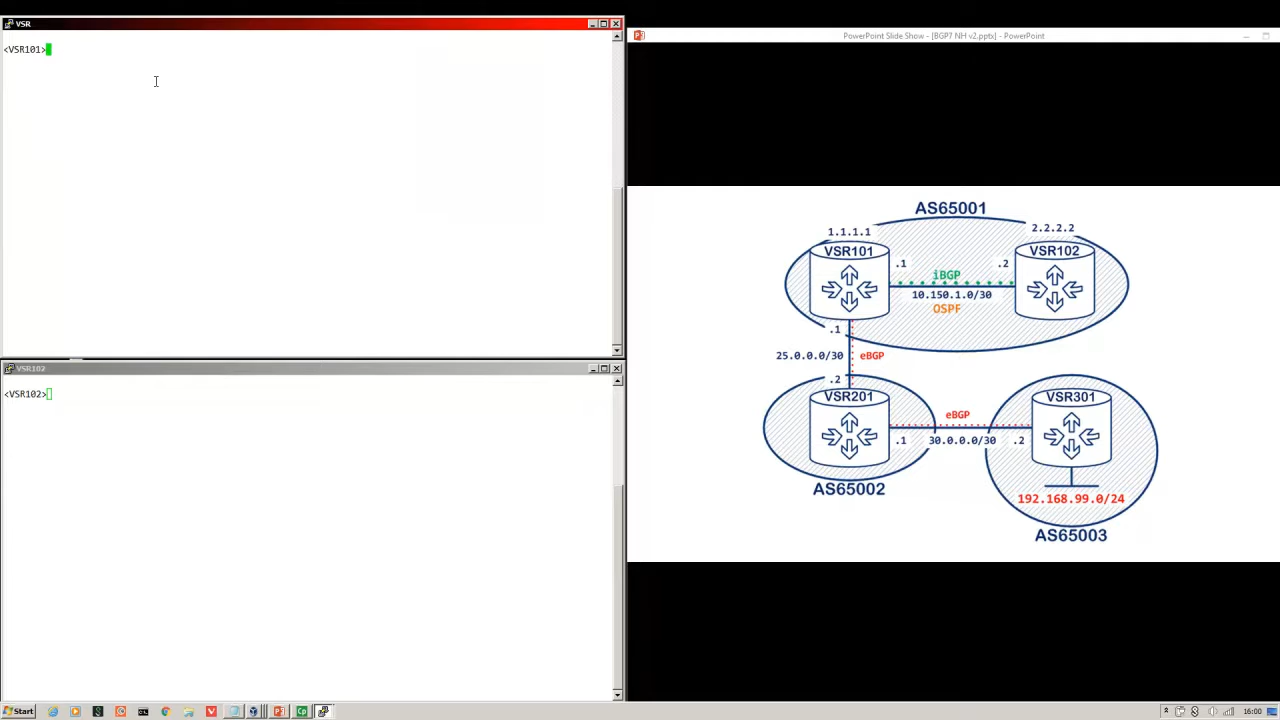 VSR
<VSR101>
VSR102
<VSR102>
PowerPoint Slide Show - [BGP7 NH v2.pptx] - PowerPoint
AS65001
1.1.1.1
2.2.2.2
VSR101
VSR102
.1
.2
iBGP
10.150.1.0/30
OSPF
.1
25.0.0.0/30
eBGP
.2
VSR201
VSR301
eBGP
.1
30.0.0.0/30
.2
AS65002
192.168.99.0/24
AS65003
Start
16:00